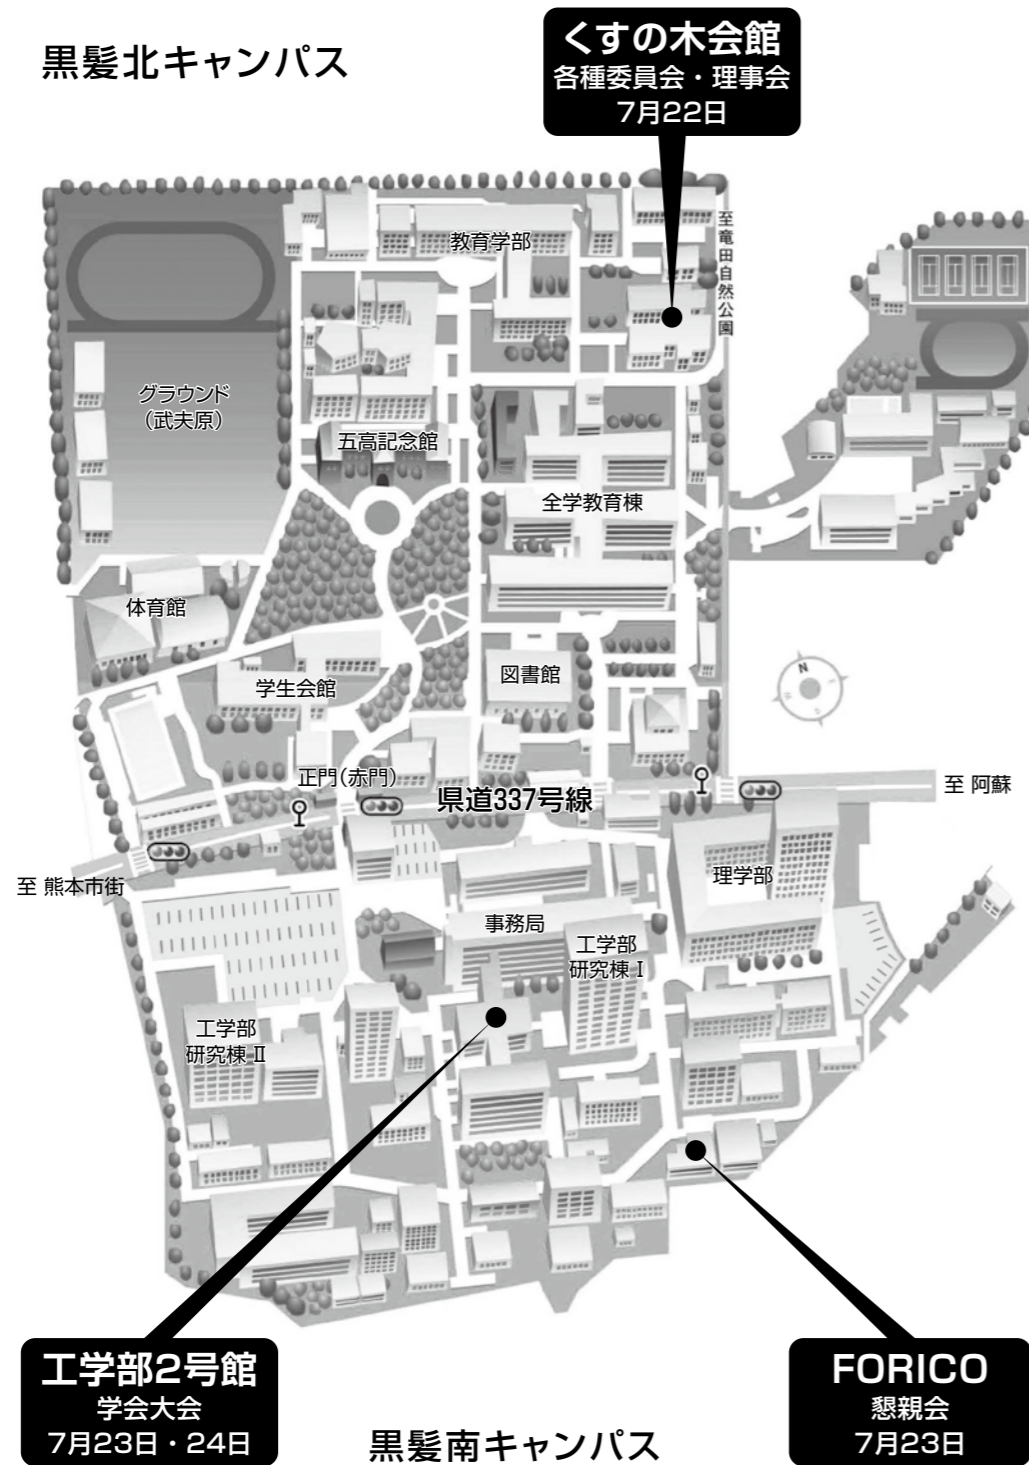 黒髪北キャンパス
くすの木会館
各種委員会・理事会
7月22日
至竜田自然公園
教育学部
グラウンド
(武夫原)
五高記念館
全学教育棟
体育館
図書館
学生会館
N
正門(赤門)
県道337号線
至 阿蘇
至 熊本市街
理学部
事務局
工学部
研究棟Ⅰ
工学部
研究棟Ⅱ
工学部2号館
学会大会
7月23日・24日
FORICO
懇親会
7月23日
黒髪南キャンパス